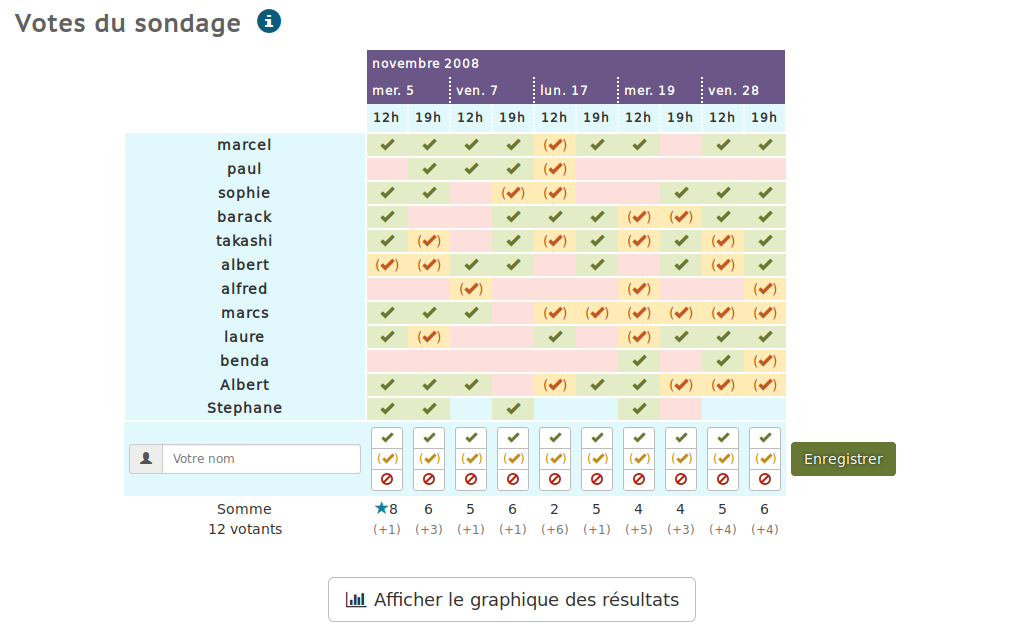 Votes du sondage
novembre 2008
mer. 5 ven. 7 lun. 17 mer. 19 ven. 28
12h 19h 12h 19h 12h 19h 12h 19h 12h 19h
marcel ✔ ✔ ✔ ✔ (✔) ✔ ✔ ✔ ✔
paul ✔ ✔ ✔ (✔)
sophie ✔ ✔ (✔) (✔) ✔ ✔ ✔
barack ✔ ✔ ✔ ✔ (✔) (✔) ✔ ✔
takashi ✔ (✔) ✔ (✔) ✔ (✔) ✔ (✔) ✔
albert (✔) (✔) ✔ ✔ ✔ ✔ (✔) ✔
alfred (✔) (✔) (✔)
marcs ✔ ✔ ✔ (✔) (✔) (✔) (✔) (✔) (✔)
laure ✔ (✔) ✔ (✔) ✔ ✔ ✔
benda ✔ ✔ (✔)
Albert ✔ ✔ ✔ (✔) ✔ ✔ (✔) (✔) (✔)
Stephane ✔ ✔ ✔ ✔
✔ ✔ ✔ ✔ ✔ ✔ ✔ ✔ ✔ ✔
Votre nom (✔) (✔) (✔) (✔) (✔) (✔) (✔) (✔) (✔) (✔) Enregistrer
Somme ★8 6 5 6 2 5 4 4 5 6
12 votants (+1) (+3) (+1) (+1) (+6) (+1) (+5) (+3) (+4) (+4)
Afficher le graphique des résultats